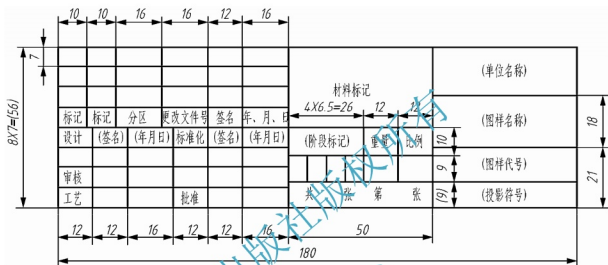 10 10 16 16 12 16
7
8X7=(56)
材料标记
(单位名称)
4X6.5=26 12 12
标记 标记 分区 更改文件号 签名 年、月、日
(图样名称)
18
设计 (签名) (年月日) 标准化 (签名) (年月日)
(阶段标记) 重量 比例
10
9
(图样代号)
21
审核
工艺 批准
共 张 第 张
(9)
(投影符号)
12 12 16 12 12 16
50
180
社版权所有